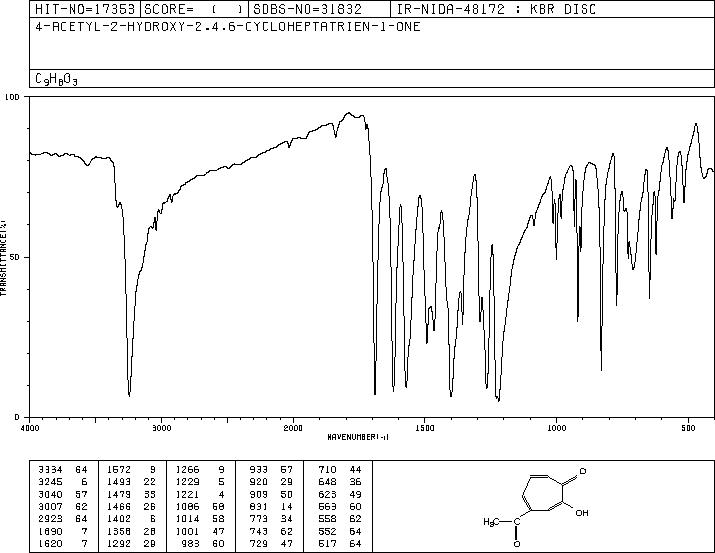 HIT-NO=17353 SCORE= ( ) SDBS-NO=31832 IR-NIDA-48172 : KBR DISC
4-ACETYL-2-HYDROXY-2,4,6-CYCLOHEPTATRIEN-1-ONE
C9H8O3
100
50
0
TRANSMITTANCE(%)
4000 3000 2000 1500 1000 500
WAVENUMBER(-1)
3334 64 1572 9 1266 9 933 57 710 44
3245 6 1493 22 1229 5 920 29 648 36
3040 57 1479 35 1221 4 909 50 623 49
3007 62 1466 26 1086 58 831 14 563 60
2923 64 1402 6 1014 58 773 34 558 62
1690 7 1358 28 1001 47 743 62 552 64
1620 7 1292 29 983 60 729 47 517 64
O
OH
H3C C
O